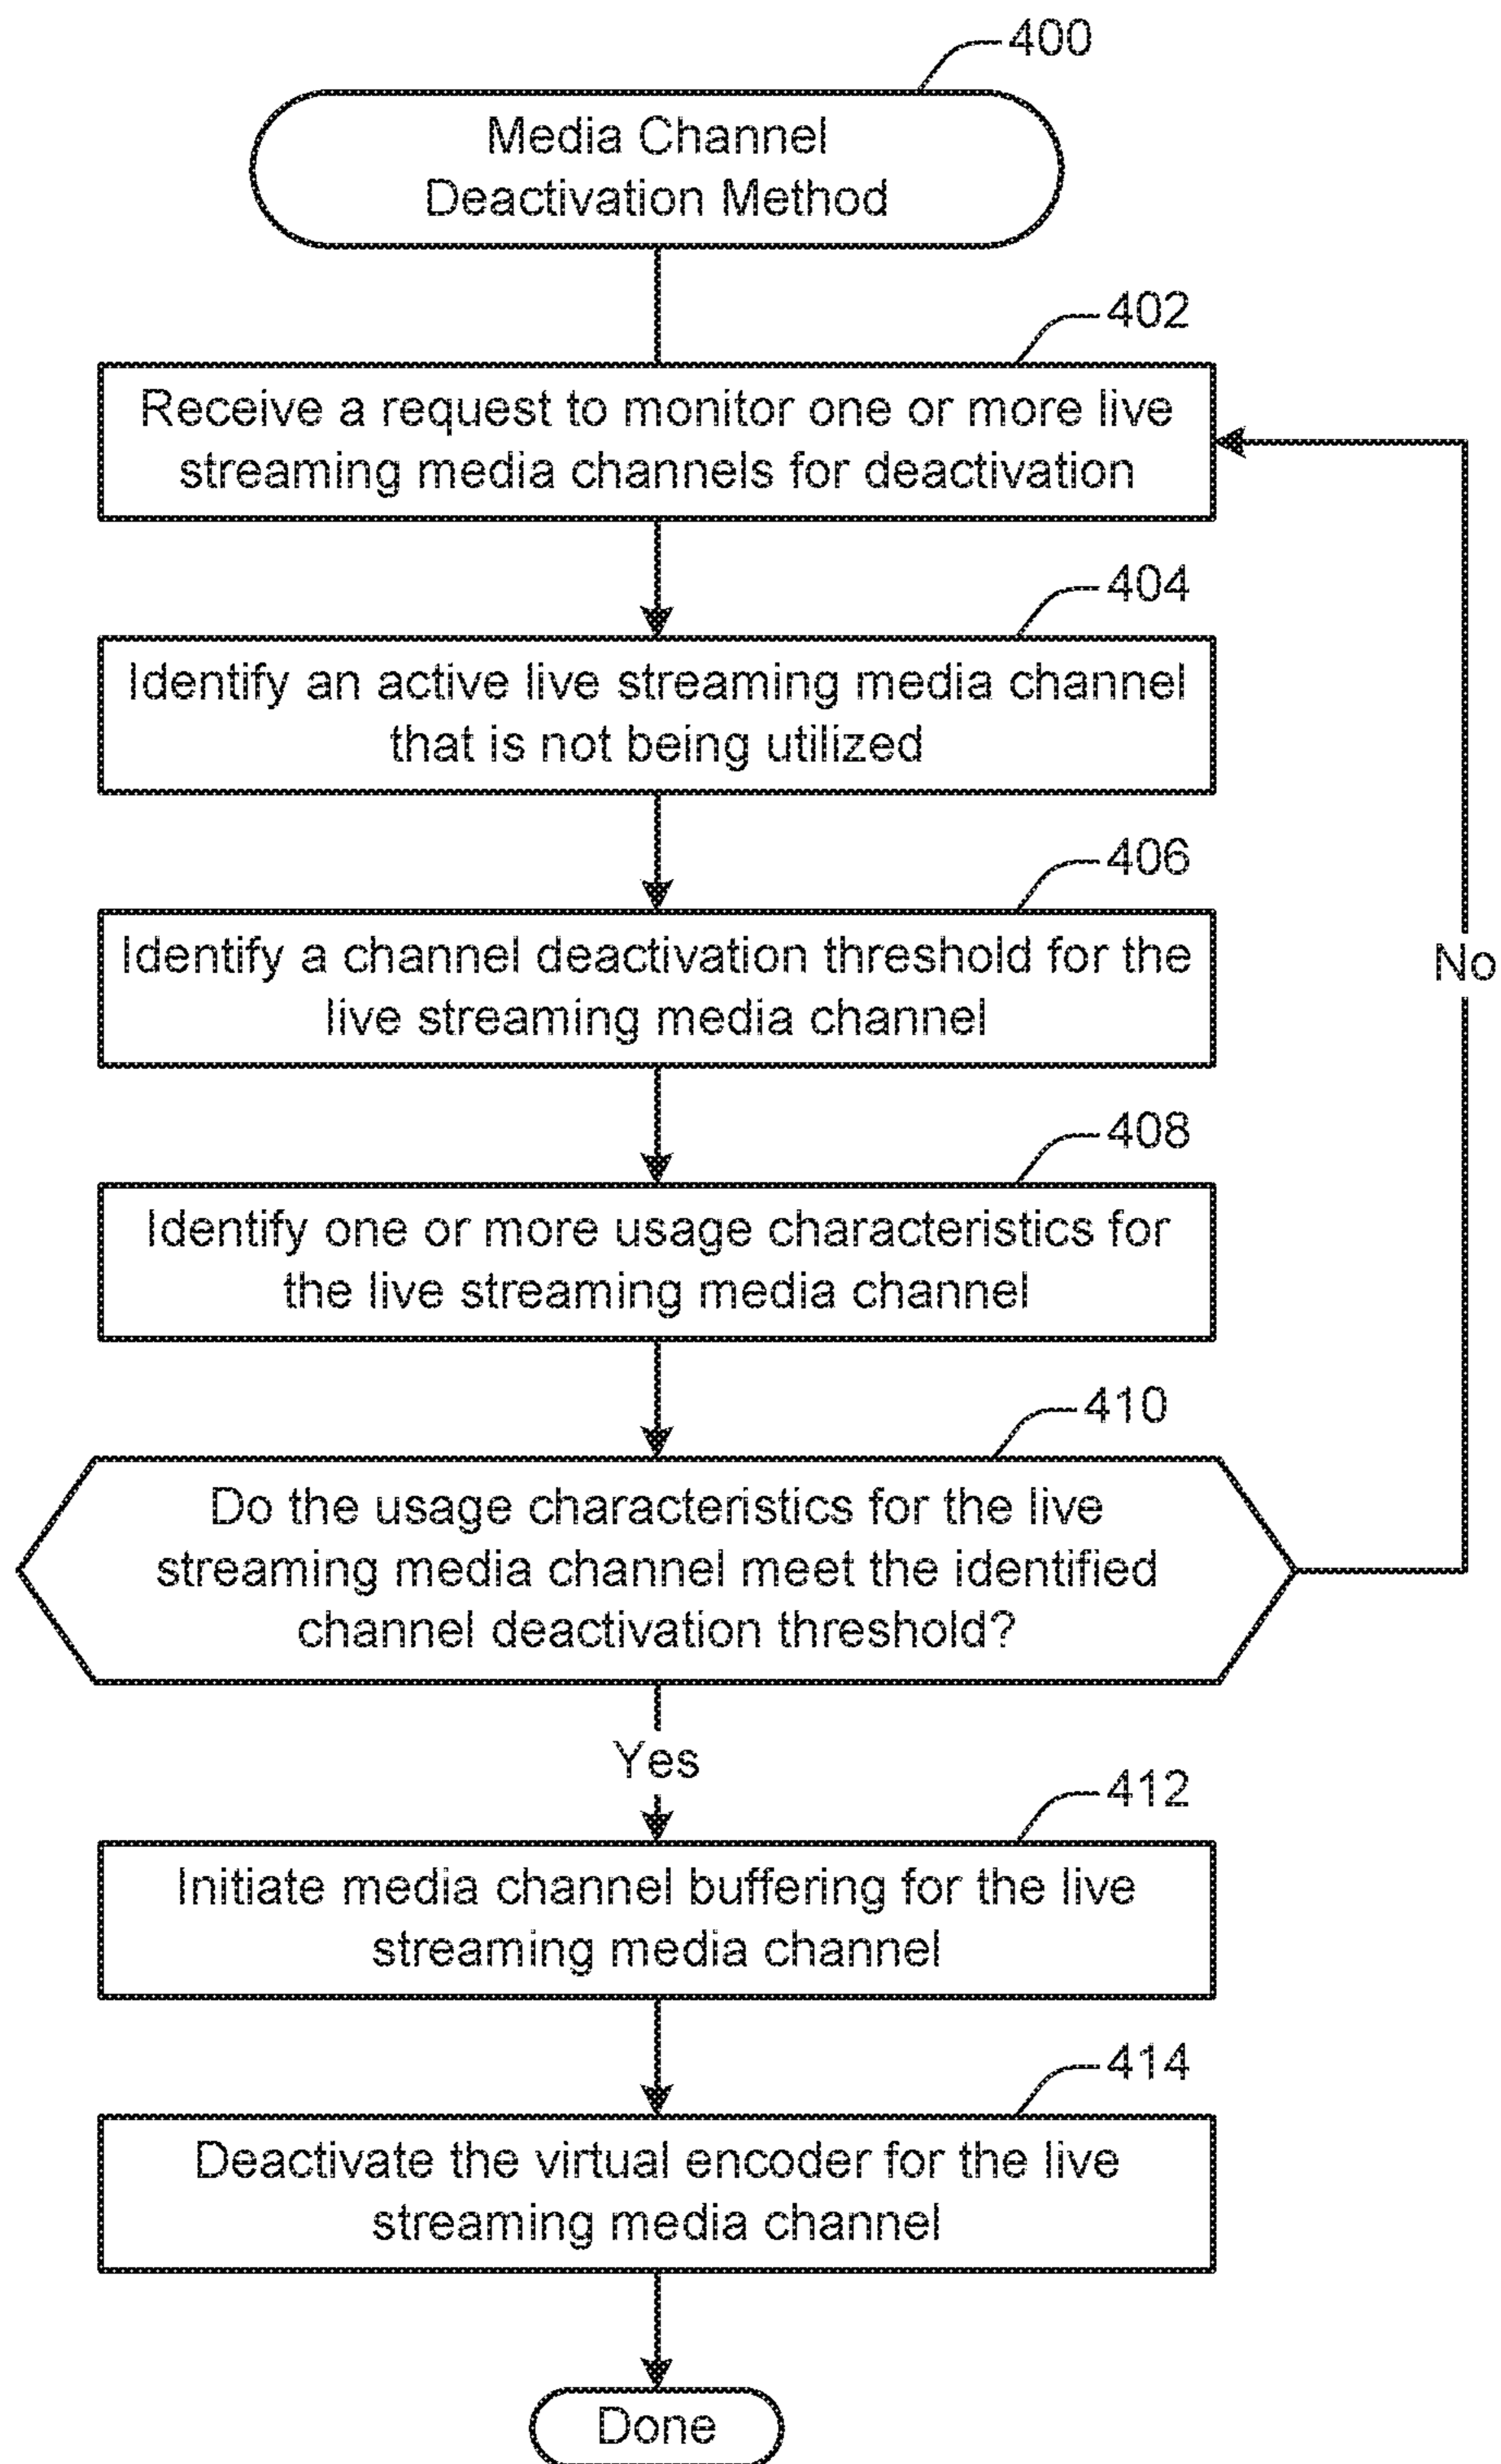 400
Media Channel
Deactivation Method
402
Receive a request to monitor one or more live
streaming media channels for deactivation
404
Identify an active live streaming media channel
that is not being utilized
406
Identify a channel deactivation threshold for the
live streaming media channel
No
408
Identify one or more usage characteristics for
the live streaming media channel
410
Do the usage characteristics for the live
streaming media channel meet the identified
channel deactivation threshold?
Yes
412
Initiate media channel buffering for the live
streaming media channel
414
Deactivate the virtual encoder for the live
streaming media channel
Done